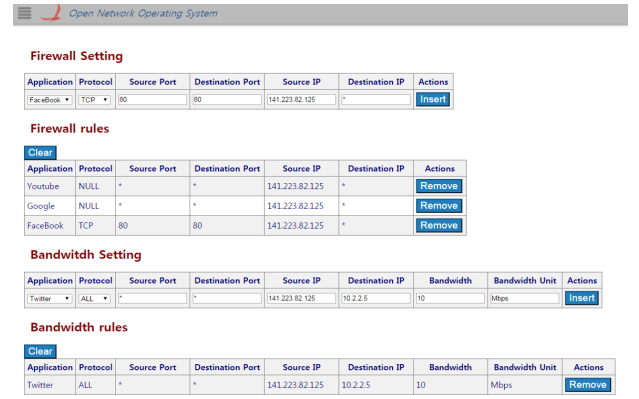 Open Network Operating System
Firewall Setting
Application Protocol Source Port Destination Port Source IP Destination IP Actions
FaceBook TCP 80 80 141.223.82.125 * Insert
Firewall rules
Clear
Application Protocol Source Port Destination Port Source IP Destination IP Actions
Youtube NULL * * 141.223.82.125 * Remove
Google NULL * * 141.223.82.125 * Remove
FaceBook TCP 80 80 141.223.82.125 * Remove
Bandwitdh Setting
Application Protocol Source Port Destination Port Source IP Destination IP Bandwidth Bandwidth Unit Actions
Twitter ALL * * 141.223.82.125 10.2.2.5 10 Mbps Insert
Bandwidth rules
Clear
Application Protocol Source Port Destination Port Source IP Destination IP Bandwidth Bandwidth Unit Actions
Twitter ALL * * 141.223.82.125 10.2.2.5 10 Mbps Remove